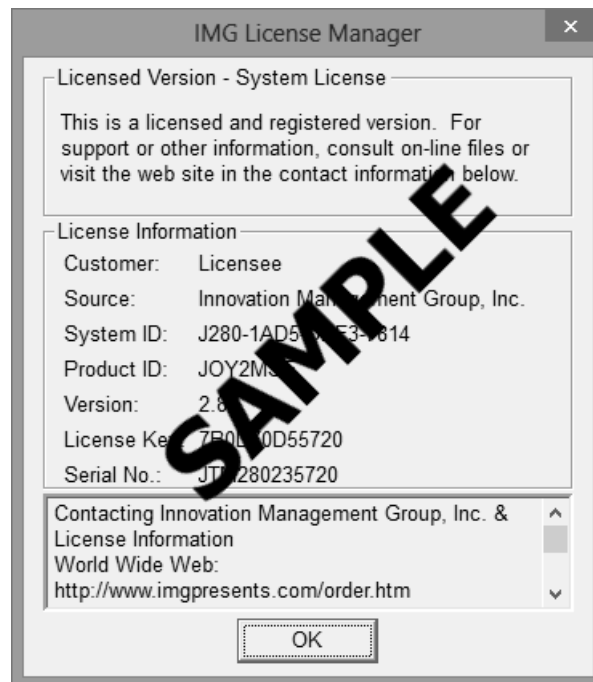 IMG License Manager
Licensed Version - System License
This is a licensed and registered version. For
support or other information, consult on-line files or
visit the web site in the contact information below.
License Information
Customer: Licensee
Source: Innovation Management Group, Inc.
System ID:
Product ID:
Version:
License Key:
Serial No.:
SAMPLE
Contacting Innovation Management Group, Inc. &
License Information
World Wide Web:
http://www.imgpresents.com/order.htm
OK